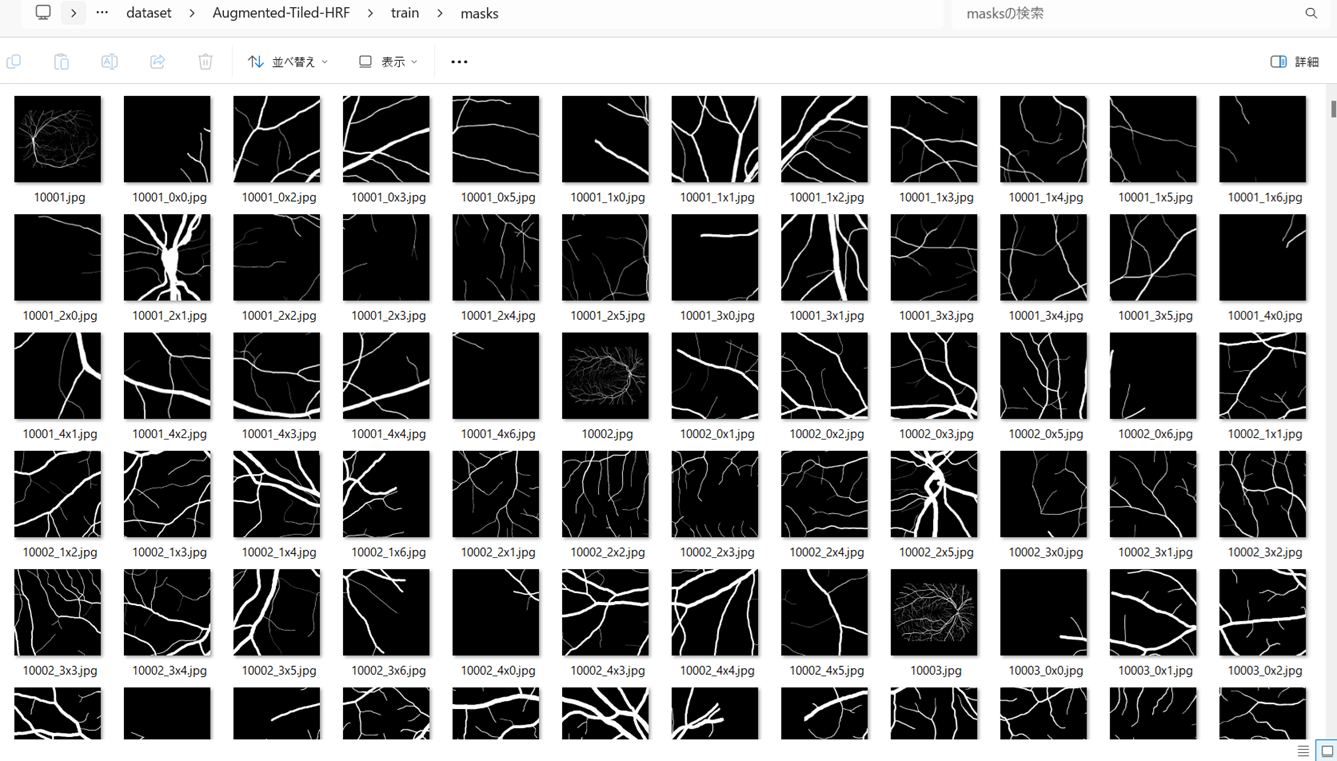 dataset > Augmented-Tiled-HRF > train > masks
masksの検索
並べ替え
表示
詳細
10001.jpg 10001_0x0.jpg 10001_0x2.jpg 10001_0x3.jpg 10001_0x5.jpg 10001_1x0.jpg 10001_1x1.jpg 10001_1x2.jpg 10001_1x3.jpg 10001_1x4.jpg 10001_1x5.jpg 10001_1x6.jpg
10001_2x0.jpg 10001_2x1.jpg 10001_2x2.jpg 10001_2x3.jpg 10001_2x4.jpg 10001_2x5.jpg 10001_3x0.jpg 10001_3x1.jpg 10001_3x3.jpg 10001_3x4.jpg 10001_3x5.jpg 10001_4x0.jpg
10001_4x1.jpg 10001_4x2.jpg 10001_4x3.jpg 10001_4x4.jpg 10001_4x6.jpg 10002.jpg 10002_0x1.jpg 10002_0x2.jpg 10002_0x3.jpg 10002_0x5.jpg 10002_0x6.jpg 10002_1x1.jpg
10002_1x2.jpg 10002_1x3.jpg 10002_1x4.jpg 10002_1x6.jpg 10002_2x1.jpg 10002_2x2.jpg 10002_2x3.jpg 10002_2x4.jpg 10002_2x5.jpg 10002_3x0.jpg 10002_3x1.jpg 10002_3x2.jpg
10002_3x3.jpg 10002_3x4.jpg 10002_3x5.jpg 10002_3x6.jpg 10002_4x0.jpg 10002_4x3.jpg 10002_4x4.jpg 10002_4x5.jpg 10003.jpg 10003_0x0.jpg 10003_0x1.jpg 10003_0x2.jpg